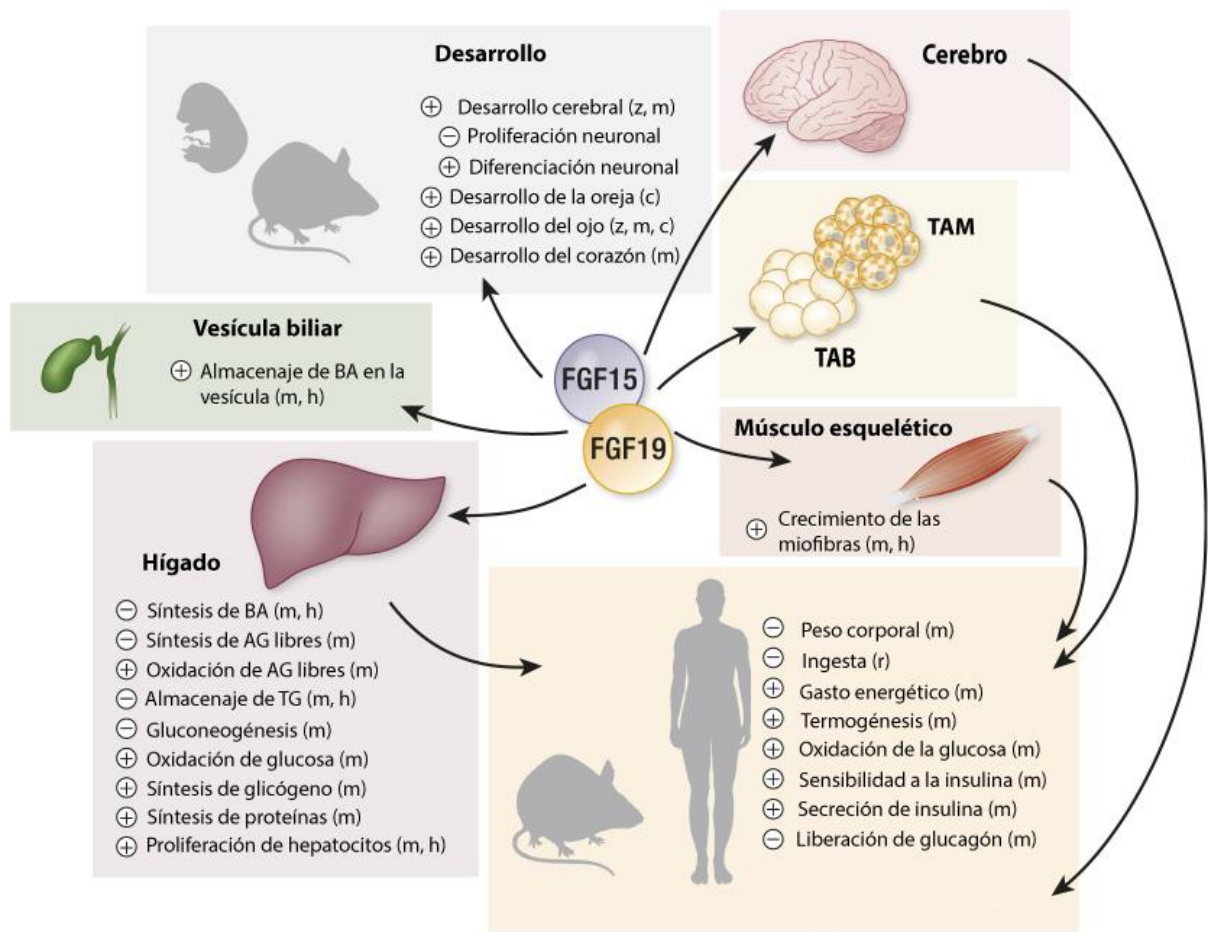 Desarrollo
⊕ Desarrollo cerebral (z, m)
⊖ Proliferación neuronal
⊕ Diferenciación neuronal
⊕ Desarrollo de la oreja (c)
⊕ Desarrollo del ojo (z, m, c)
⊕ Desarrollo del corazón (m)
Cerebro
TAM
TAB
Vesícula biliar
⊕ Almacenaje de BA en la
vesícula (m, h)
FGF15
FGF19
Músculo esquelético
⊕ Crecimiento de las
miofibras (m, h)
Hígado
⊖ Síntesis de BA (m, h)
⊖ Síntesis de AG libres (m)
⊕ Oxidación de AG libres (m)
⊖ Almacenaje de TG (m, h)
⊖ Gluconeogénesis (m)
⊕ Oxidación de glucosa (m)
⊕ Síntesis de glicógeno (m)
⊕ Síntesis de proteínas (m)
⊕ Proliferación de hepatocitos (m, h)
⊖ Peso corporal (m)
⊖ Ingesta (r)
⊕ Gasto energético (m)
⊕ Termogénesis (m)
⊕ Oxidación de la glucosa (m)
⊕ Sensibilidad a la insulina (m)
⊕ Secreción de insulina (m)
⊖ Liberación de glucagón (m)